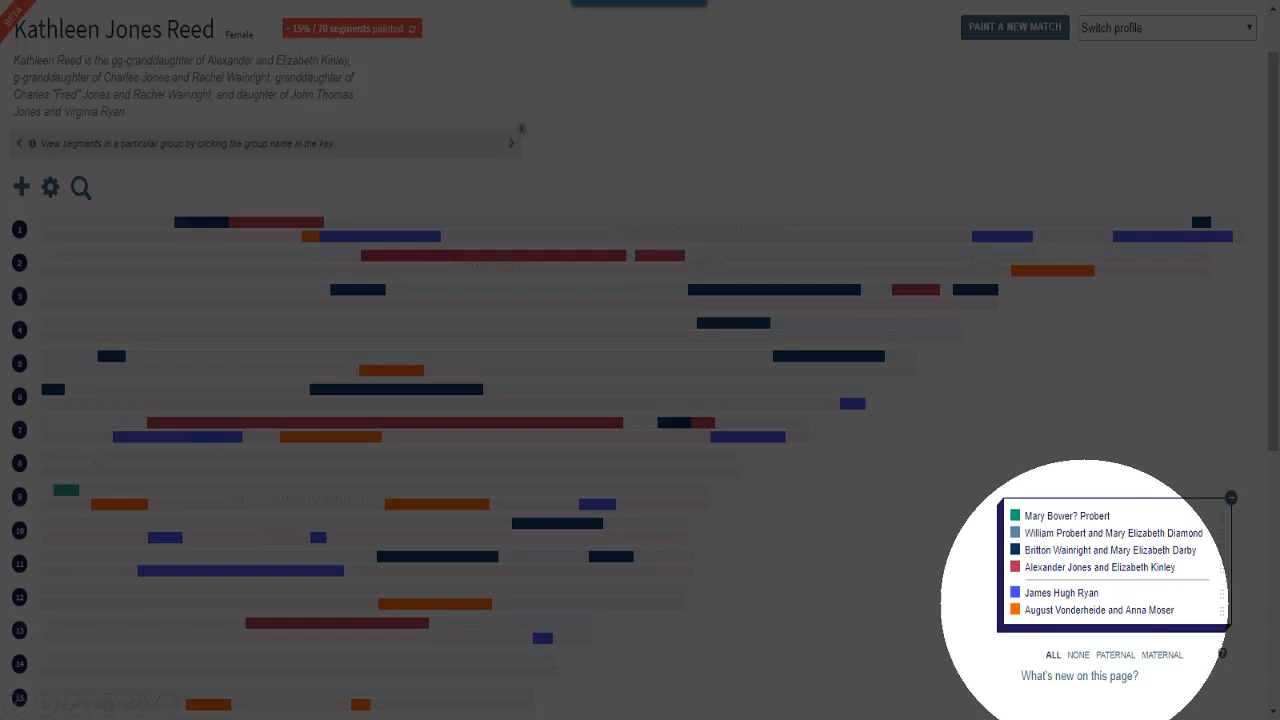 BETA
Kathleen Jones Reed Female ~ 15% / 70 segments painted
PAINT A NEW MATCH Switch profile
Kathleen Reed is the gg-granddaughter of Alexander and Elizabeth Kinley,
g-granddaughter of Charles Jones and Rachel Wainright, granddaughter of
Charles "Fred" Jones and Rachel Wainright, and daughter of John Thomas
Jones and Virginia Ryan.
x
View segments in a particular group by clicking the group name in the key.
1
2
3
4
5
6
7
8
9
10
11
12
13
14
15
Mary Bower? Probert
William Probert and Mary Elizabeth Diamond
Britton Wainright and Mary Elizabeth Darby
Alexander Jones and Elizabeth Kinley
James Hugh Ryan
August Vonderheide and Anna Moser
ALL NONE PATERNAL MATERNAL ?
What's new on this page?